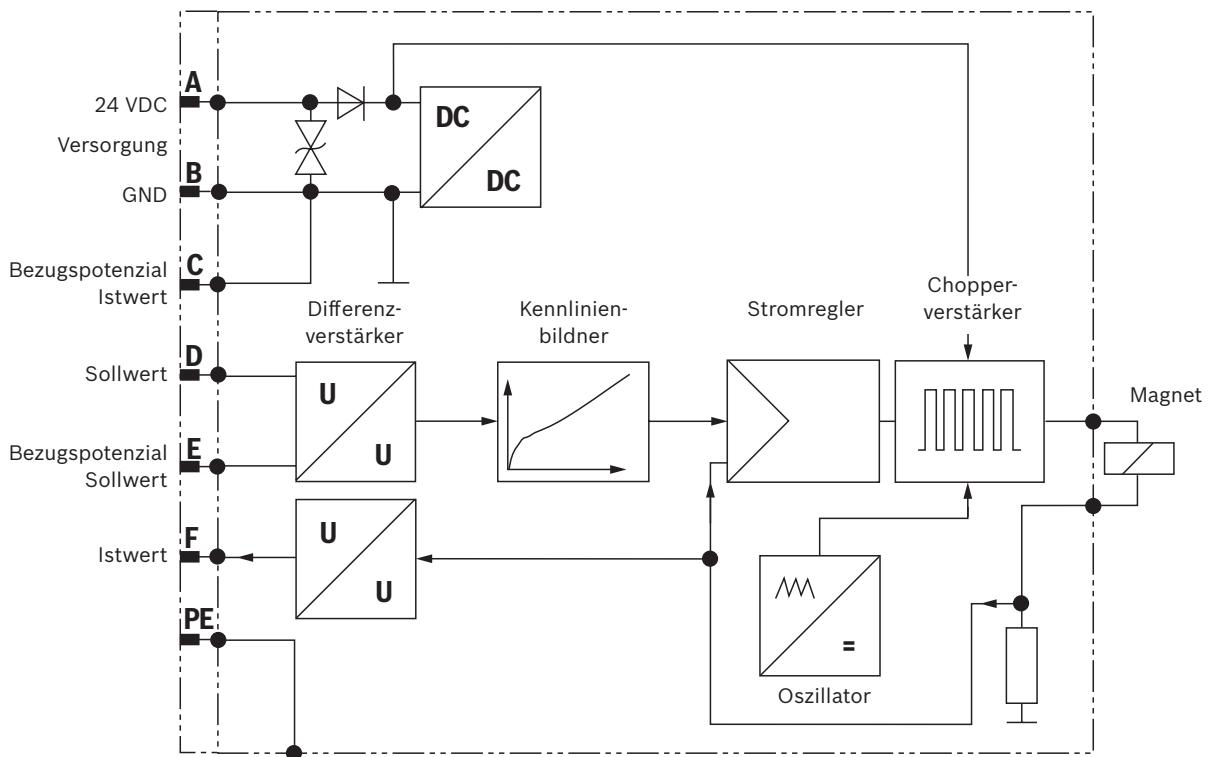 A
24 VDC
Versorgung
B
GND
DC
DC
Bezugspotenzial
Istwert
C
Differenz-
verstärker
Kennlinien-
bildner
Stromregler
Chopper-
verstärker
D
Sollwert
U
U
Magnet
E
Bezugspotenzial
Sollwert
F
Istwert
U
U
PE
=
Oszillator